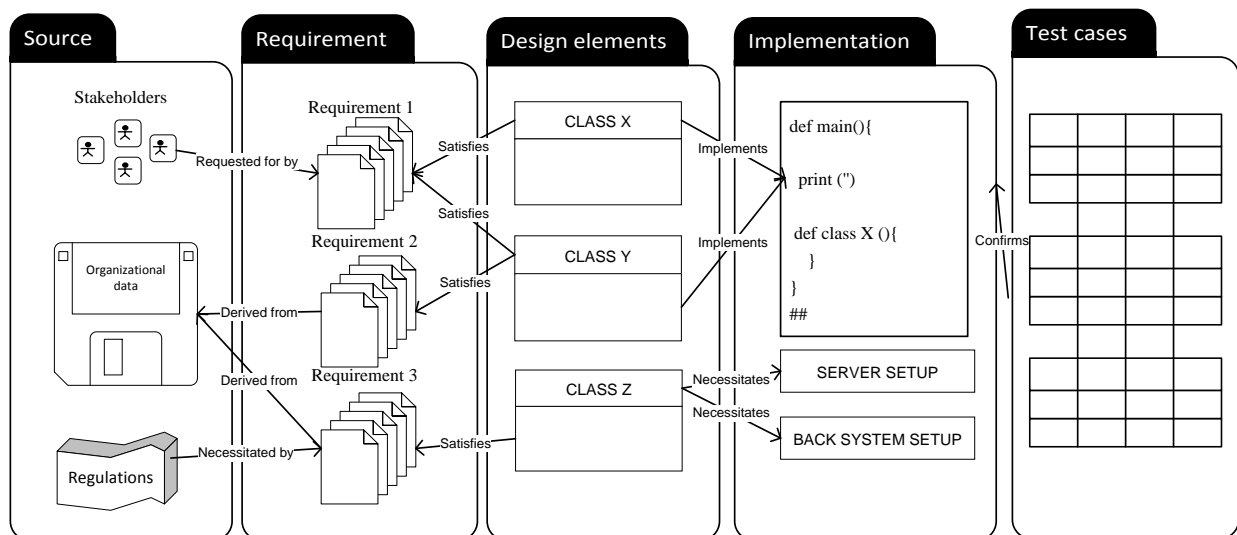 Source
Requirement
Design elements
Implementation
Test cases
Stakeholders
Requested for by
Organizational
data
Derived from
Derived from
Regulations
Necessitated by
Requirement 1
Requirement 2
Requirement 3
Satisfies
Satisfies
Satisfies
Satisfies
CLASS X
CLASS Y
CLASS Z
Implements
Implements
Necessitates
Necessitates
def main(){
print ('')
def class X (){
}
}
##
SERVER SETUP
BACK SYSTEM SETUP
Confirms